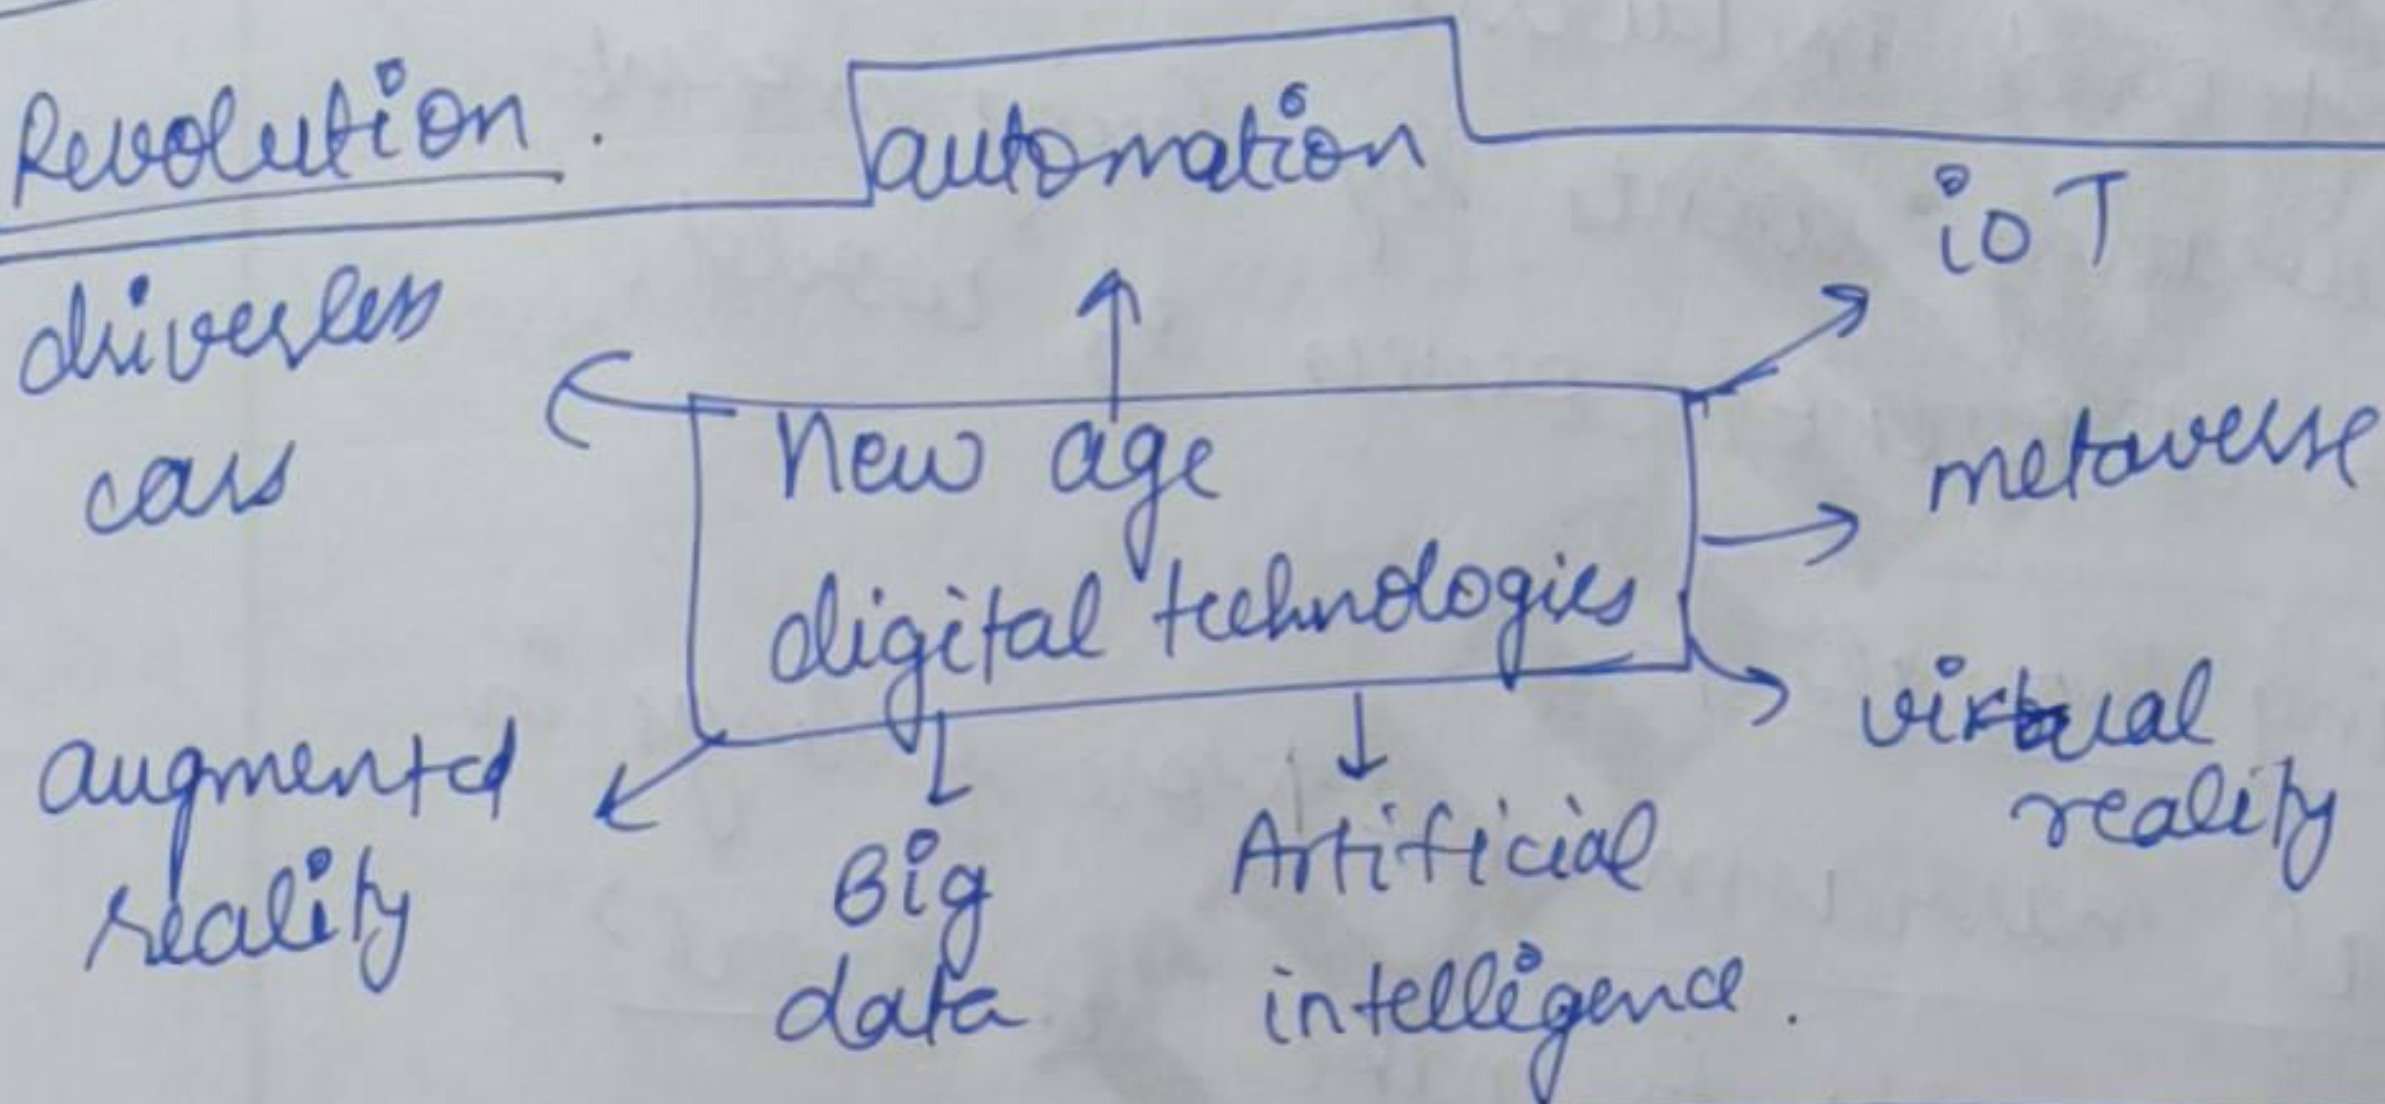 Revolution.
automation
ioT
driverless
cars
New age
digital technologies
metaverse
virtual
reality
augmented
reality
Big
data
Artificial
intelligence.